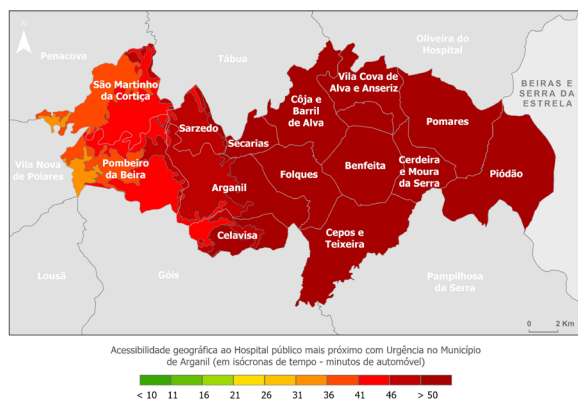 N
Penacova
Tábua
Oliveira do
Hospital
BEIRAS E
SERRA DA
ESTRELA
São Martinho
da Cortiça
Vila Cova de
Alva e Anseriz
Côja e
Barril
de Alva
Pomares
Sarzedo
Secarias
Vila Nova
de Poiares
Pombeiro
da Beira
Arganil
Folques
Benfeita
Cerdeira e
Moura
da Serra
Piódão
Celavisa
Cepos e
Teixeira
Lousã
Góis
Pampilhosa
da Serra
0 2 Km
Acessibilidade geográfica ao Hospital público mais próximo com Urgência no Município
de Arganil (em isócronas de tempo - minutos de automóvel)
< 10 11 16 21 26 31 36 41 46 > 50